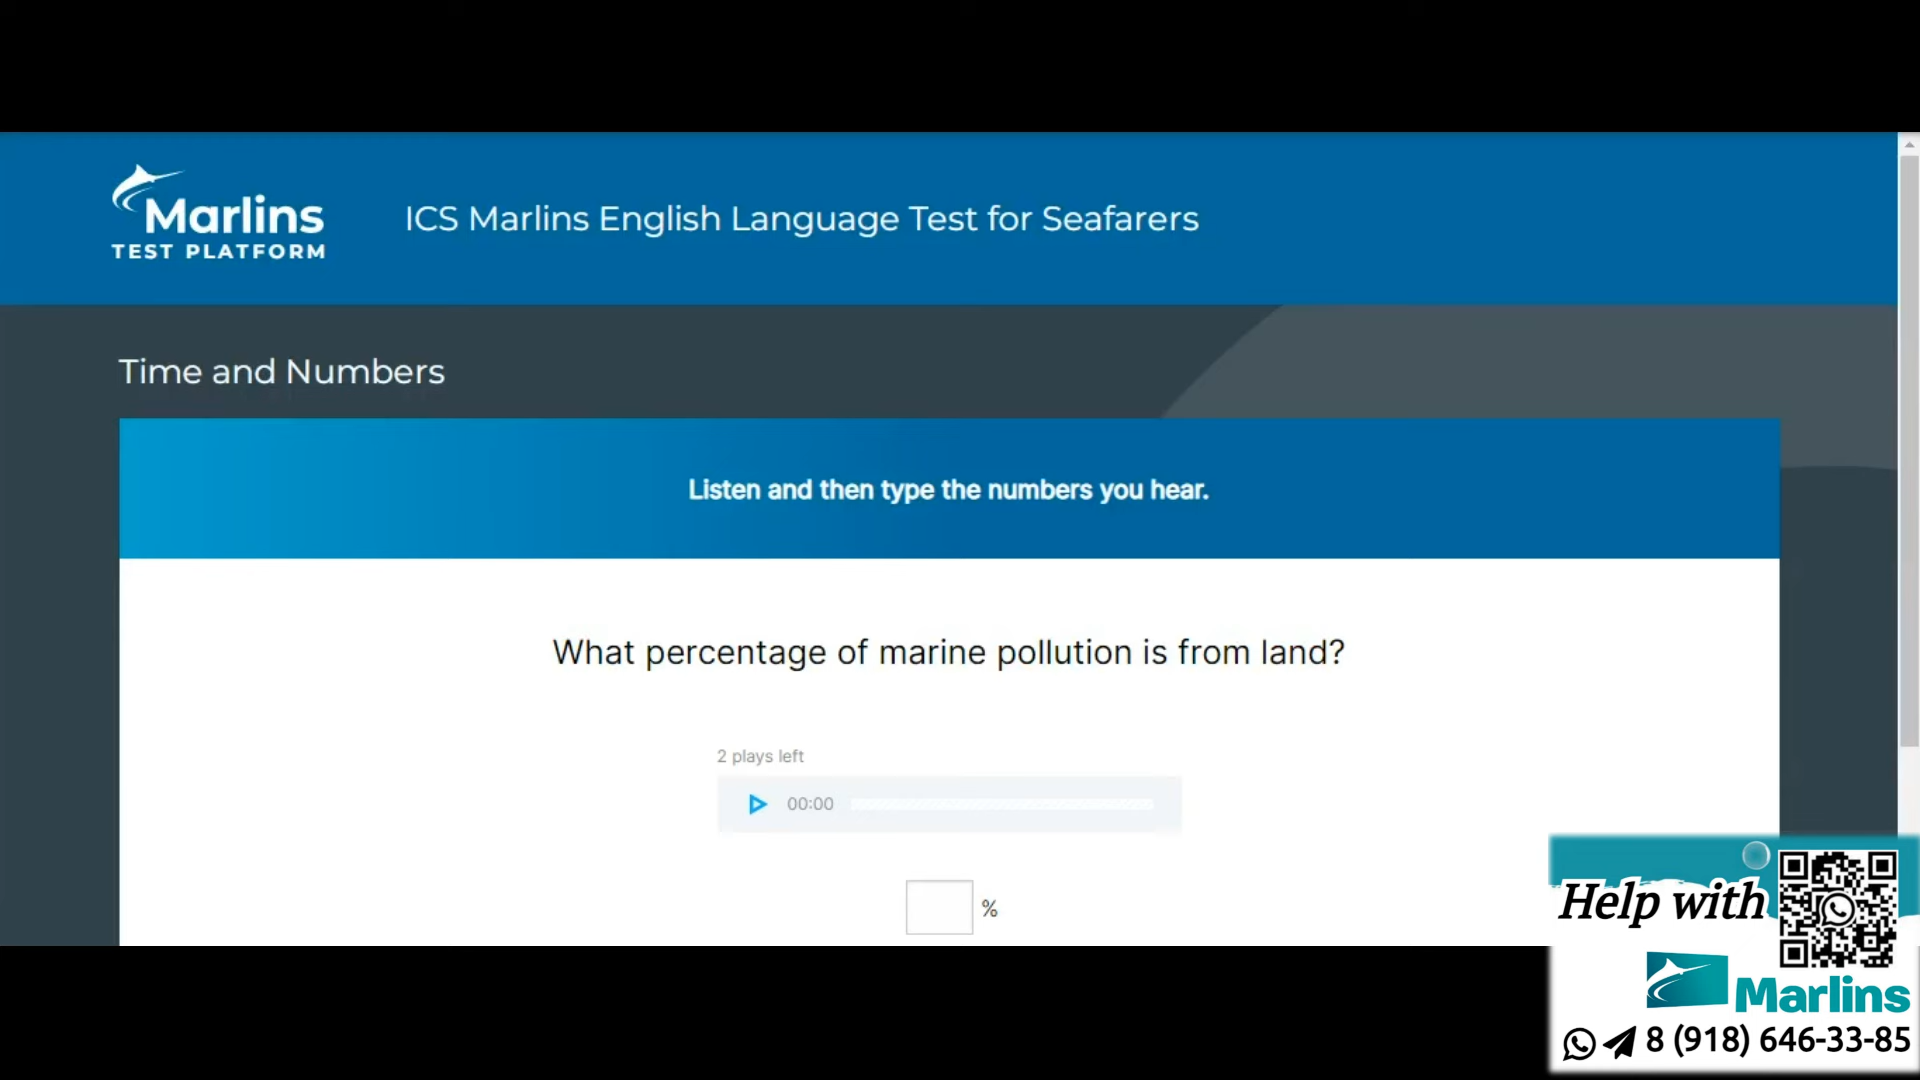 Marlins
TEST PLATFORM
ICS Marlins English Language Test for Seafarers
Time and Numbers
Listen and then type the numbers you hear.
What percentage of marine pollution is from land?
2 plays left
00:00
%
Help with
Marlins
8 (918) 646-33-85